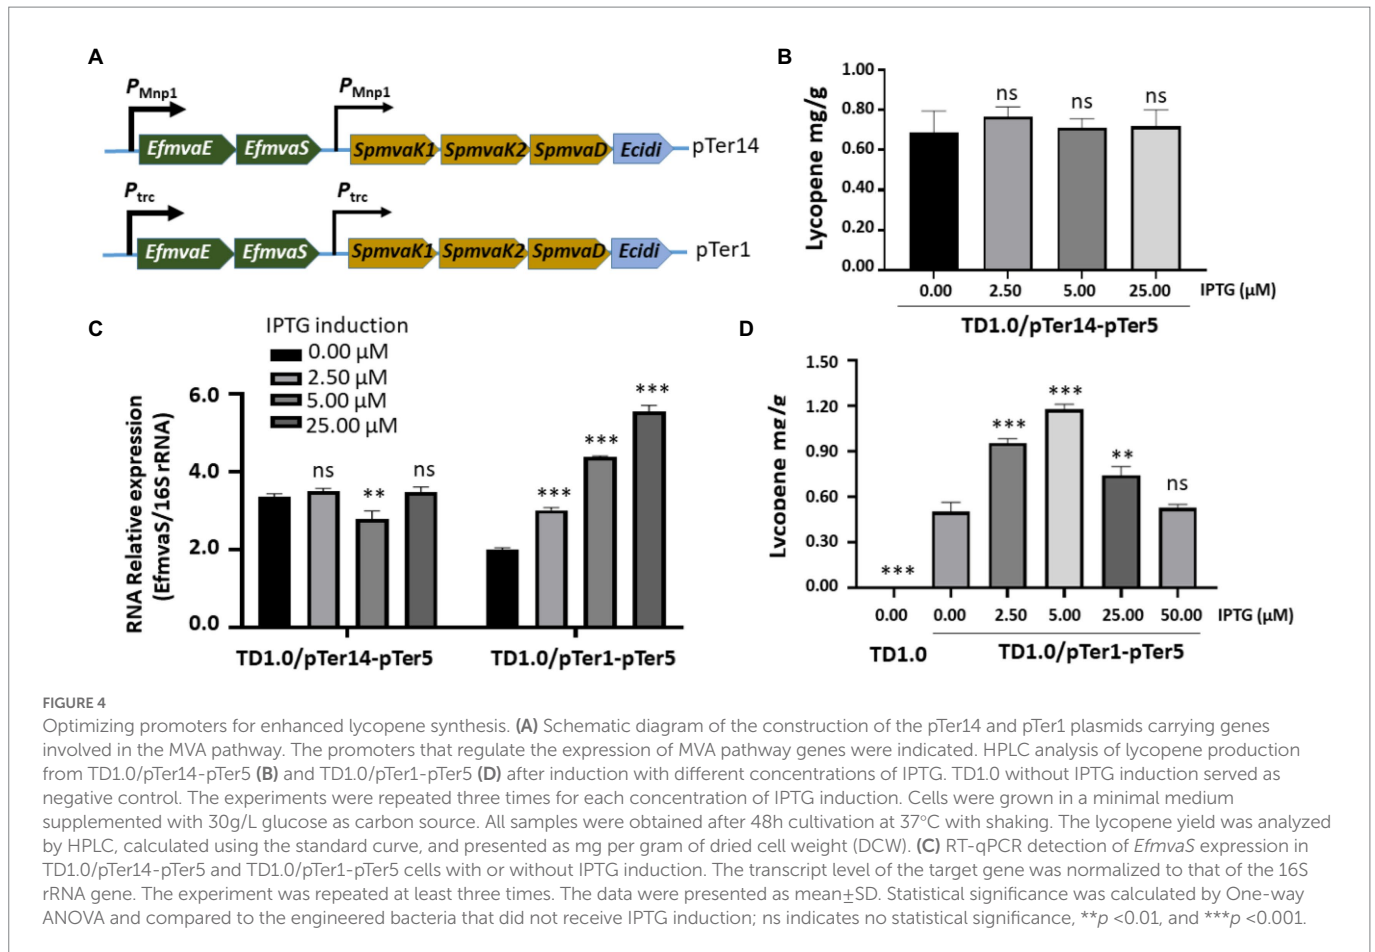 A
P Mnp1
P Mnp1
EfmvaE EfmvaS SpmvaK1 SpmvaK2 SpmvaD Ecidi pTer14
P trc
P trc
EfmvaE EfmvaS SpmvaK1 SpmvaK2 SpmvaD Ecidi pTer1
B
Lycopene mg/g
1.00
0.80
0.60
0.40
0.20
0.00
ns ns ns
0.00 2.50 5.00 25.00 IPTG (µM)
TD1.0/pTer14-pTer5
C
IPTG induction
0.00 µM
2.50 µM
5.00 µM
25.00 µM
RNA Relative expression
(EfmvaS/16S rRNA)
6.0
4.0
2.0
0.0
ns ** ns *** *** ***
TD1.0/pTer14-pTer5 TD1.0/pTer1-pTer5
D
Lycopene mg/g
1.50
1.20
0.90
0.60
0.30
0.00
*** *** *** ** ns
0.00 0.00 2.50 5.00 25.00 50.00 IPTG (µM)
TD1.0 TD1.0/pTer1-pTer5
FIGURE 4
Optimizing promoters for enhanced lycopene synthesis. (A) Schematic diagram of the construction of the pTer14 and pTer1 plasmids carrying genes
involved in the MVA pathway. The promoters that regulate the expression of MVA pathway genes were indicated. HPLC analysis of lycopene production
from TD1.0/pTer14-pTer5 (B) and TD1.0/pTer1-pTer5 (D) after induction with different concentrations of IPTG. TD1.0 without IPTG induction served as
negative control. The experiments were repeated three times for each concentration of IPTG induction. Cells were grown in a minimal medium
supplemented with 30g/L glucose as carbon source. All samples were obtained after 48h cultivation at 37°C with shaking. The lycopene yield was analyzed
by HPLC, calculated using the standard curve, and presented as mg per gram of dried cell weight (DCW). (C) RT-qPCR detection of EfmvaS expression in
TD1.0/pTer14-pTer5 and TD1.0/pTer1-pTer5 cells with or without IPTG induction. The transcript level of the target gene was normalized to that of the 16S
rRNA gene. The experiment was repeated at least three times. The data were presented as mean±SD. Statistical significance was calculated by One-way
ANOVA and compared to the engineered bacteria that did not receive IPTG induction; ns indicates no statistical significance, **p <0.01, and ***p <0.001.